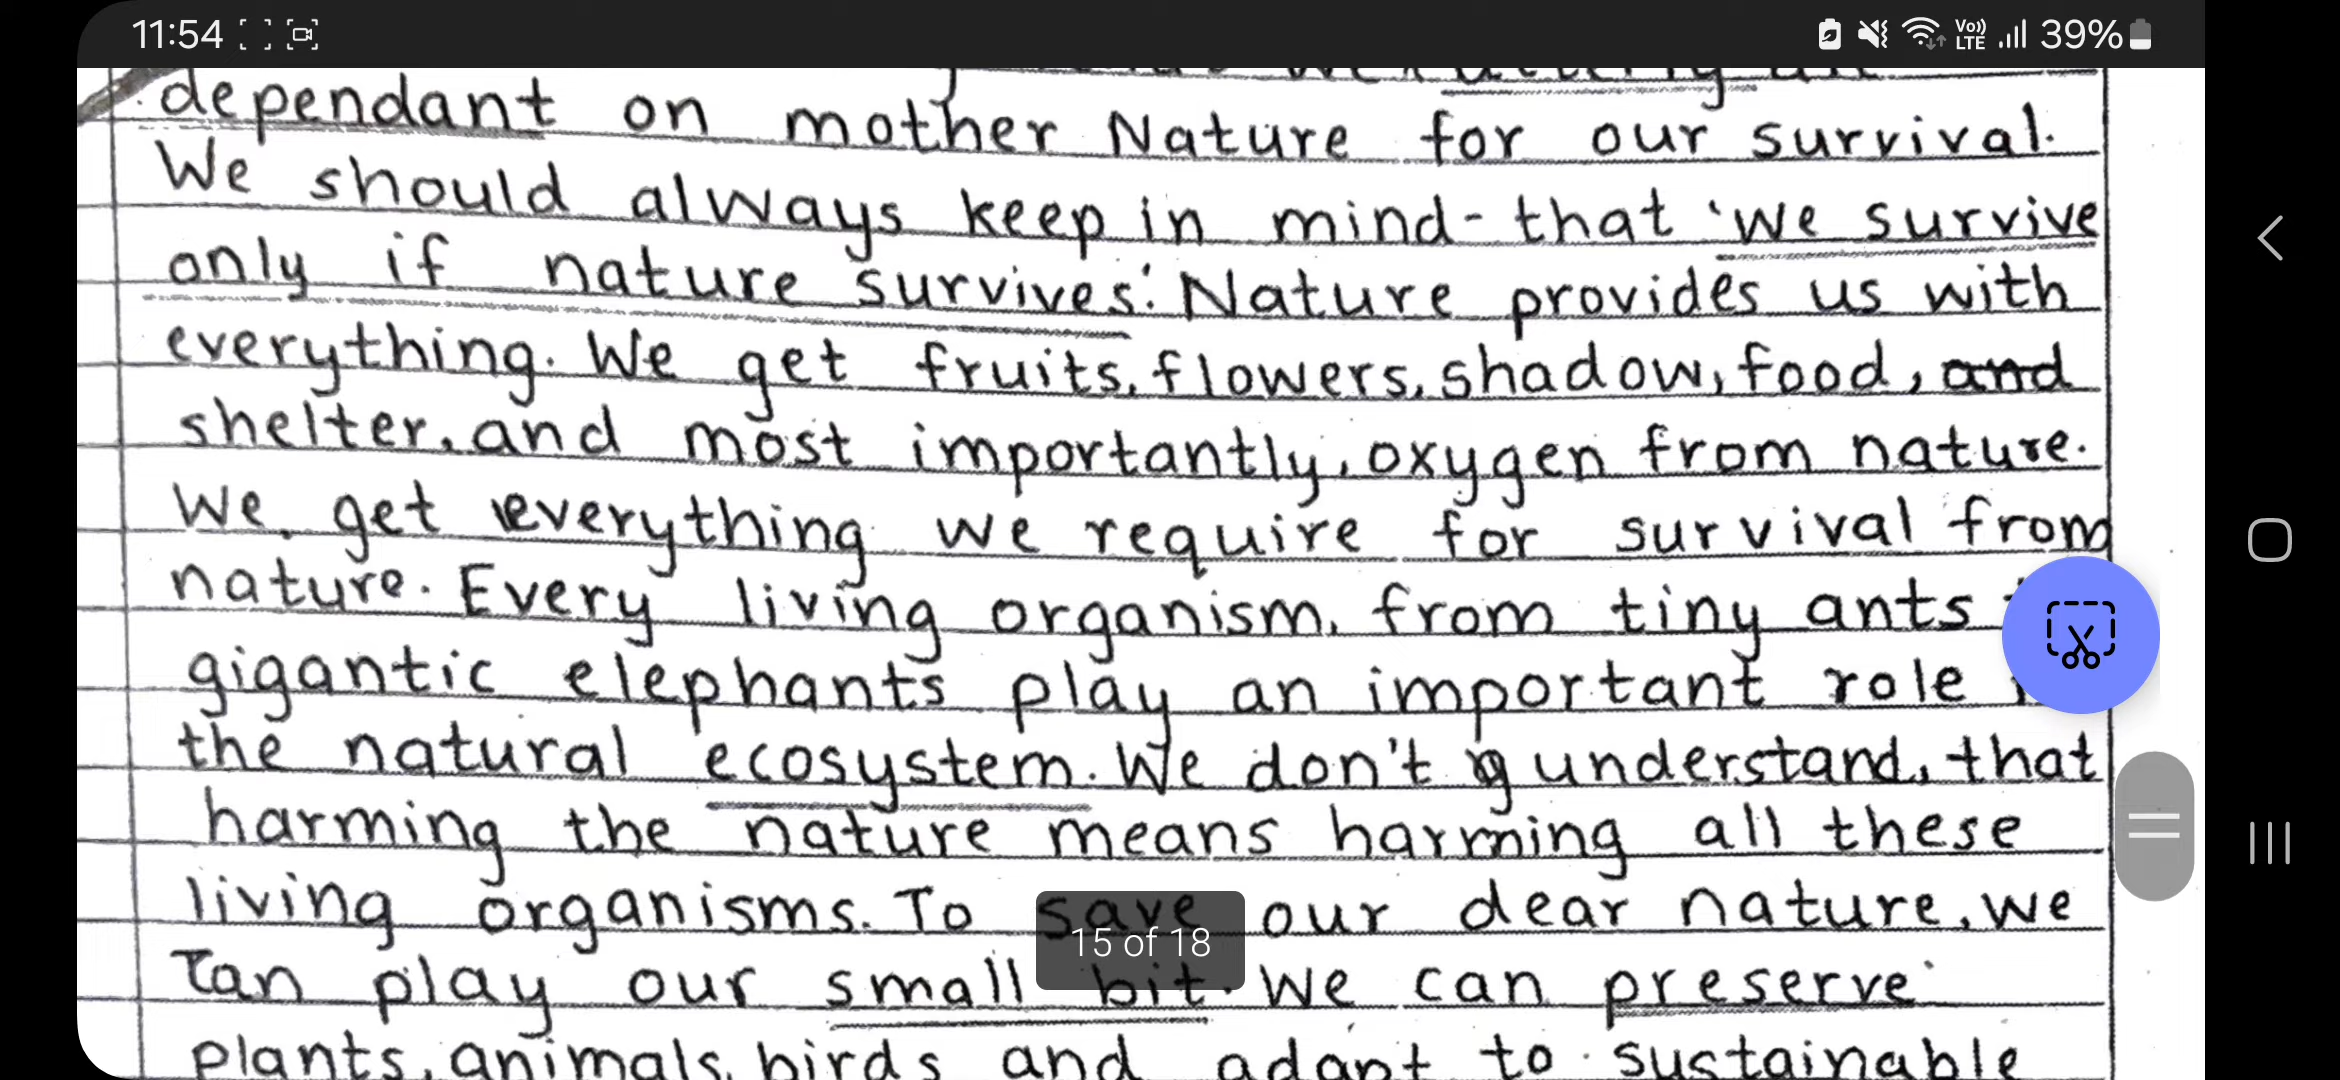 11:54 Vo)) LTE 39%
dependant on mother Nature for our survival.
We should always keep in mind - that 'we survive
only if nature survives'. Nature provides us with
everything. We get fruits, flowers, shadow, food, and
shelter, and most importantly, oxygen from nature.
We get everything we require for survival from
nature. Every living organism, from tiny ants
gigantic elephants play an important role
the natural ecosystem. We don't understand, that
harming the nature means harming all these
living organisms. To save our dear nature, we
15 of 18
can play our small bit. We can preserve
plants, animals, birds and adapt to sustainable